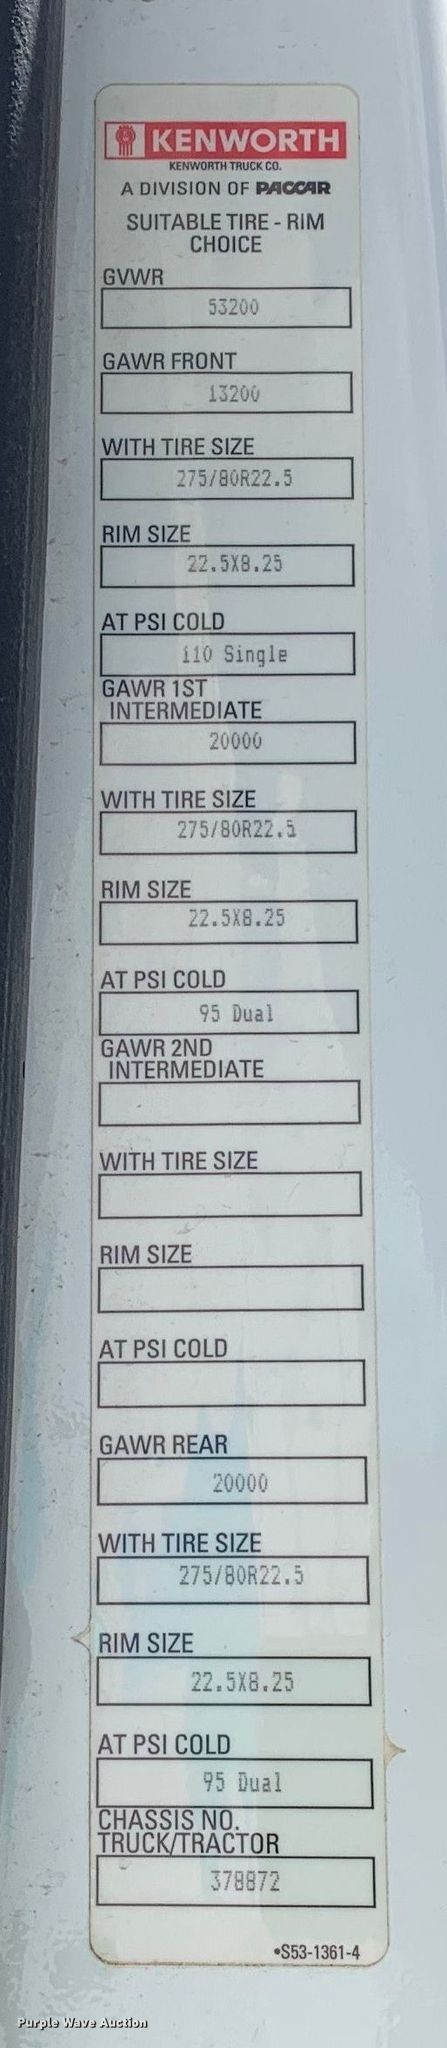 KENWORTH
KENWORTH TRUCK CO.
A DIVISION OF PACCAR
SUITABLE TIRE - RIM
CHOICE
GVWR
53200
GAWR FRONT
13200
WITH TIRE SIZE
275/80R22.5
RIM SIZE
22.5X8.25
AT PSI COLD
110 Single
GAWR 1ST
INTERMEDIATE
20000
WITH TIRE SIZE
275/80R22.5
RIM SIZE
22.5X8.25
AT PSI COLD
95 Dual
GAWR 2ND
INTERMEDIATE
WITH TIRE SIZE
RIM SIZE
AT PSI COLD
GAWR REAR
20000
WITH TIRE SIZE
275/80R22.5
RIM SIZE
22.5X8.25
AT PSI COLD
95 Dual
CHASSIS NO.
TRUCK/TRACTOR
378872
•S53-1361-4
Purple Wave Auction